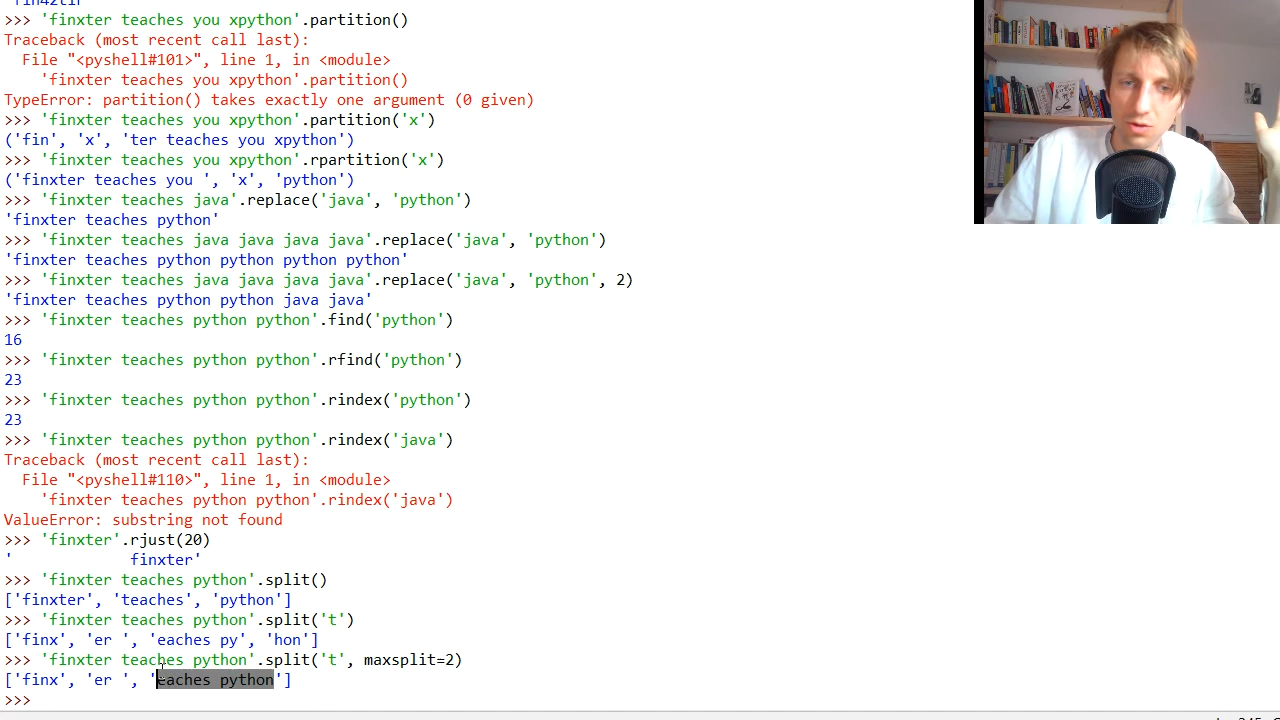 >>> 'finxter teaches you xpython'.partition()
Traceback (most recent call last):
  File "<pyshell#101>", line 1, in <module>
    'finxter teaches you xpython'.partition()
TypeError: partition() takes exactly one argument (0 given)
>>> 'finxter teaches you xpython'.partition('x')
('fin', 'x', 'ter teaches you xpython')
>>> 'finxter teaches you xpython'.rpartition('x')
('finxter teaches you ', 'x', 'python')
>>> 'finxter teaches java'.replace('java', 'python')
'finxter teaches python'
>>> 'finxter teaches java java java java'.replace('java', 'python')
'finxter teaches python python python python'
>>> 'finxter teaches java java java java'.replace('java', 'python', 2)
'finxter teaches python python java java'
>>> 'finxter teaches python python'.find('python')
16
>>> 'finxter teaches python python'.rfind('python')
23
>>> 'finxter teaches python python'.rindex('python')
23
>>> 'finxter teaches python python'.rindex('java')
Traceback (most recent call last):
  File "<pyshell#110>", line 1, in <module>
    'finxter teaches python python'.rindex('java')
ValueError: substring not found
>>> 'finxter'.rjust(20)
'             finxter'
>>> 'finxter teaches python'.split()
['finxter', 'teaches', 'python']
>>> 'finxter teaches python'.split('t')
['finx', 'er ', 'eaches py', 'hon']
>>> 'finxter teaches python'.split('t', maxsplit=2)
['finx', 'er ', 'eaches python']
>>>